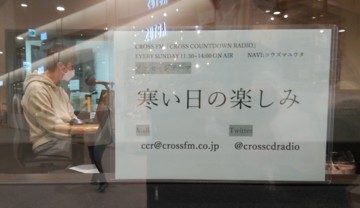 CROSS FM 「CROSS COUNTDOWN RADIO」
EVERY SUNDAY 11:30~14:00 ON AIR
寒い日の楽しみ
Mail
Twitter
ccr@crossfm.co.jp
@crosscdradio